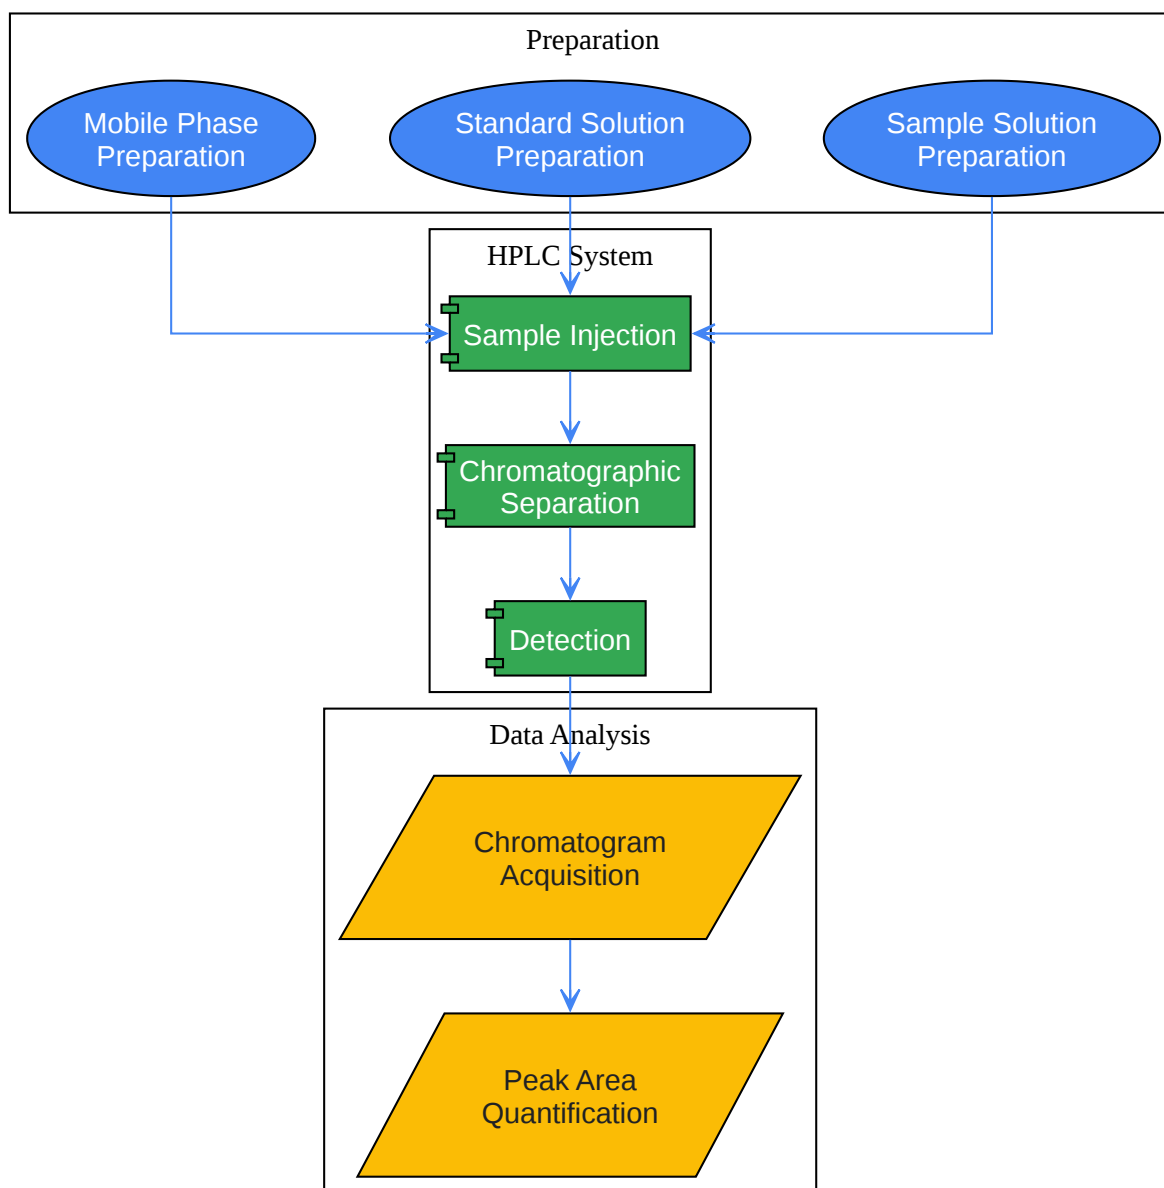 Preparation
Mobile Phase
Preparation
Standard Solution
Preparation
Sample Solution
Preparation
HPLC System
Sample Injection
Chromatographic
Separation
Detection
Data Analysis
Chromatogram
Acquisition
Peak Area
Quantification